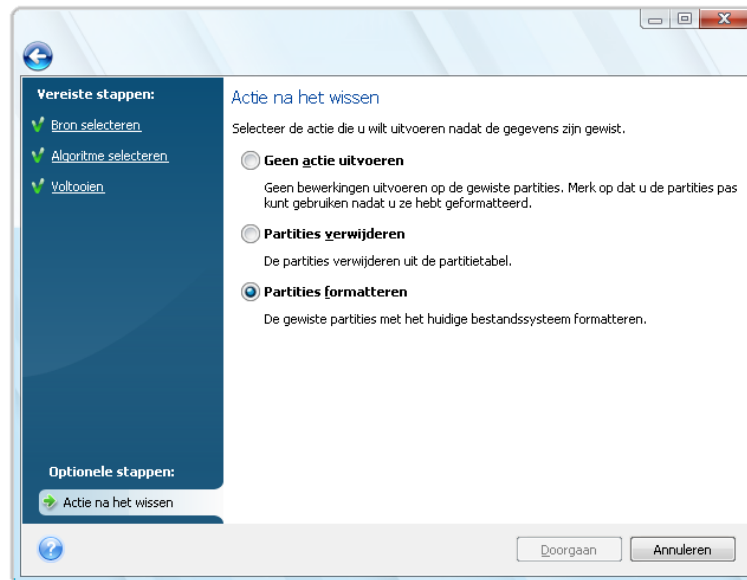 Vereiste stappen:
Bron selecteren
Algoritme selecteren
Voltooien
Optionele stappen:
Actie na het wissen
Actie na het wissen
Selecteer de actie die u wilt uitvoeren nadat de gegevens zijn gewist.
Geen actie uitvoeren
Geen bewerkingen uitvoeren op de gewiste partities. Merk op dat u de partities pas
kunt gebruiken nadat u ze hebt geformatteerd.
Partities verwijderen
De partities verwijderen uit de partitietabel.
Partities formatteren
De gewiste partities met het huidige bestandssysteem formatteren.
Doorgaan
Annuleren